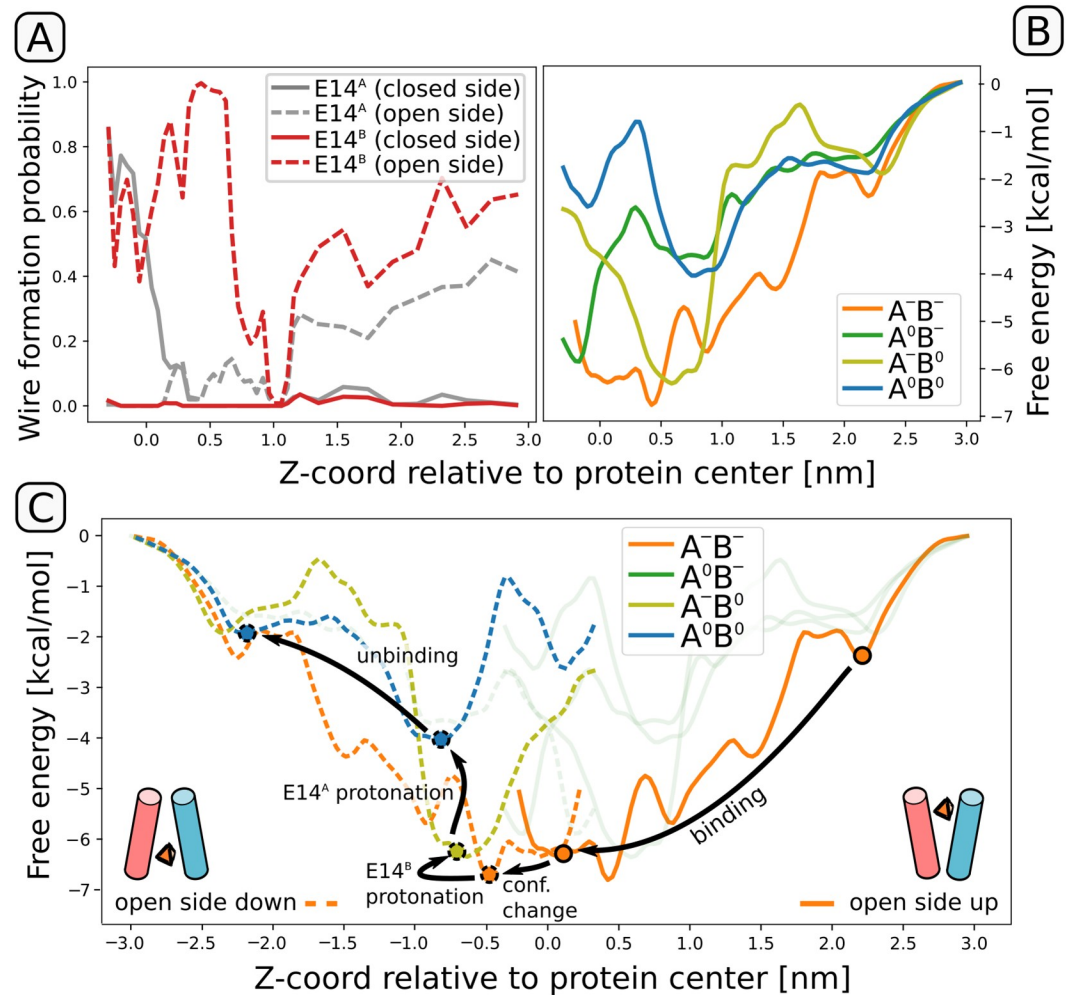 A
B
Wire formation probability
1.0
0.8
0.6
0.4
0.2
0.0
E14ᴬ (closed side)
E14ᴬ (open side)
E14ᴮ (closed side)
E14ᴮ (open side)
0.0 0.5 1.0 1.5 2.0 2.5
0
−1
−2
−3
−4
−5
−6
−7
Free energy [kcal/mol]
A⁻B⁻
A⁰B⁻
A⁻B⁰
A⁰B⁰
0.0 0.5 1.0 1.5 2.0 2.5 3.0
Z-coord relative to protein center [nm]
C
Free energy [kcal/mol]
0
−1
−2
−3
−4
−5
−6
−7
A⁻B⁻
A⁰B⁻
A⁻B⁰
A⁰B⁰
unbinding
E14ᴬ protonation
binding
E14ᴮ
protonation
conf.
change
open side down
open side up
−3.0 −2.5 −2.0 −1.5 −1.0 −0.5 0.0 0.5 1.0 1.5 2.0 2.5 3.0
Z-coord relative to protein center [nm]